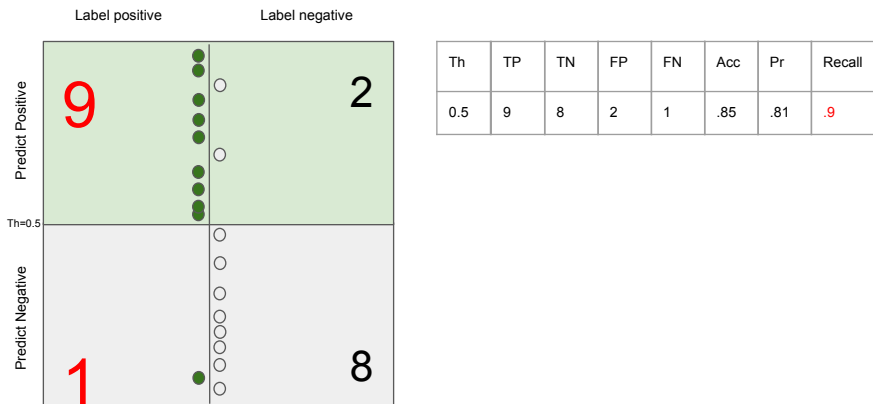 Label positive Label negative
Predict Positive
9 2
Th=0.5
Predict Negative
1 8
Th TP TN FP FN Acc Pr Recall
0.5 9 8 2 1 .85 .81 .9